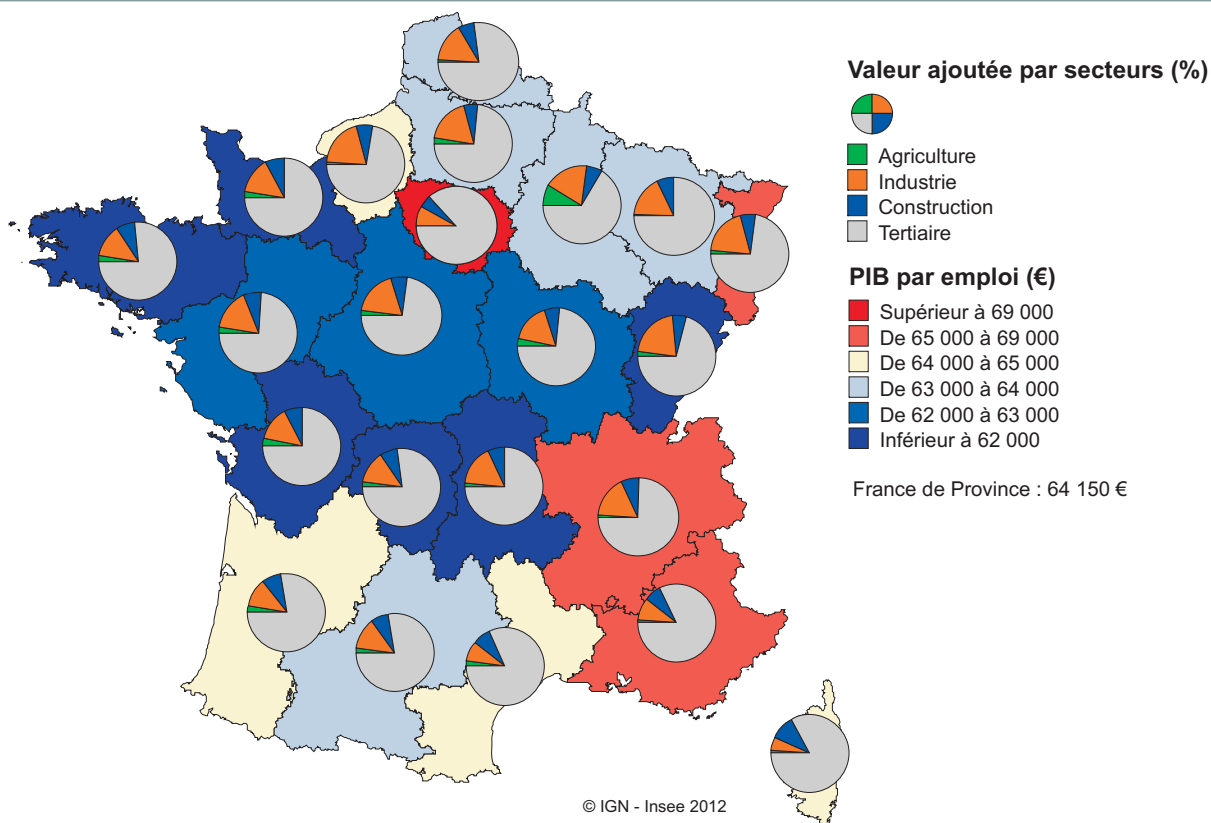 Valeur ajoutée par secteurs (%)
Agriculture
Industrie
Construction
Tertiaire
PIB par emploi (€)
Supérieur à 69 000
De 65 000 à 69 000
De 64 000 à 65 000
De 63 000 à 64 000
De 62 000 à 63 000
Inférieur à 62 000
France de Province : 64 150 €
© IGN - Insee 2012